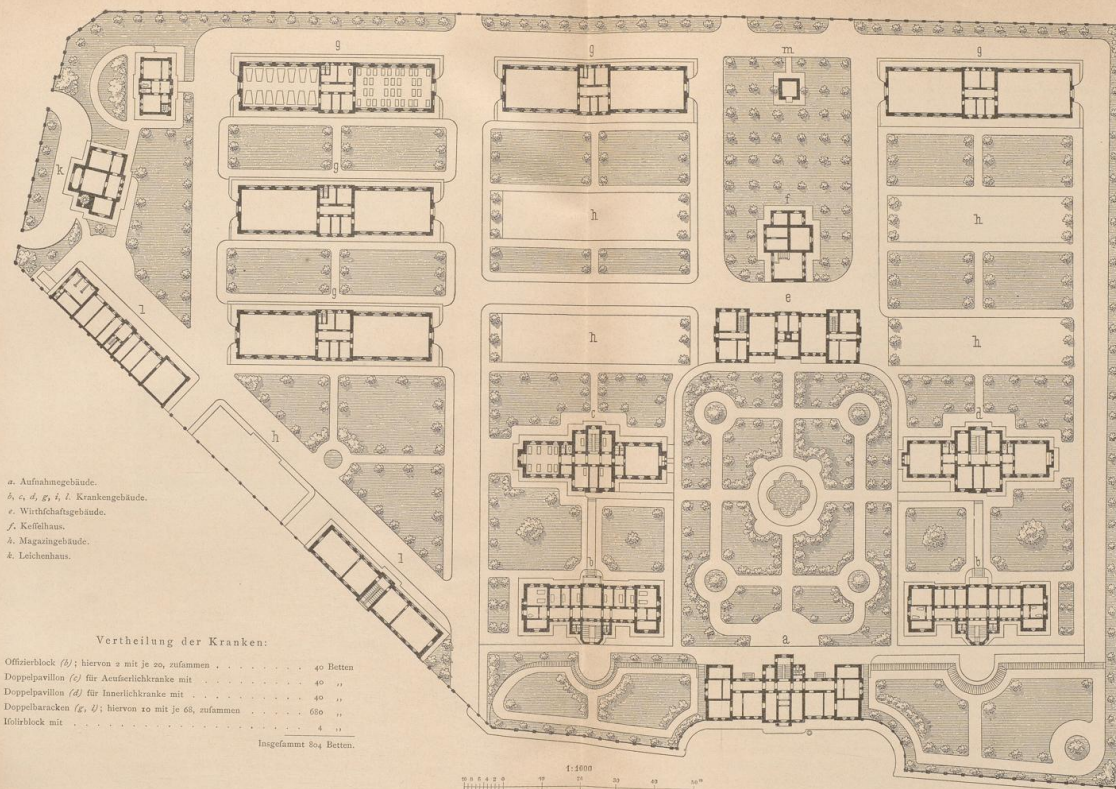 g
g
m
g
i
k
g
f
h
h
g
e
l
h
h
c
d
h
a. Aufnahmegebäude.
b, c, d, g, i, l. Krankengebäude.
e. Wirthſchaftsgebäude.
f. Keſſelhaus.
h. Magazingebäude.
k. Leichenhaus.
l
b
b
a
Vertheilung der Kranken:
Offizierblock (b); hiervon 2 mit je 20, zuſammen . . . . . . . . . 40 Betten
Doppelpavillon (c) für Aeuſserlichkranke mit . . . . . . . . . 40 „
Doppelpavillon (d) für Innerlichkranke mit . . . . . . . . . 40 „
Doppelbaracken (g, l); hiervon 10 mit je 68, zuſammen . . . . . . 680 „
Iſolirblock mit . . . . . . . . . . . . . . . . . 4 „
Insgeſammt 804 Betten.
1:1000